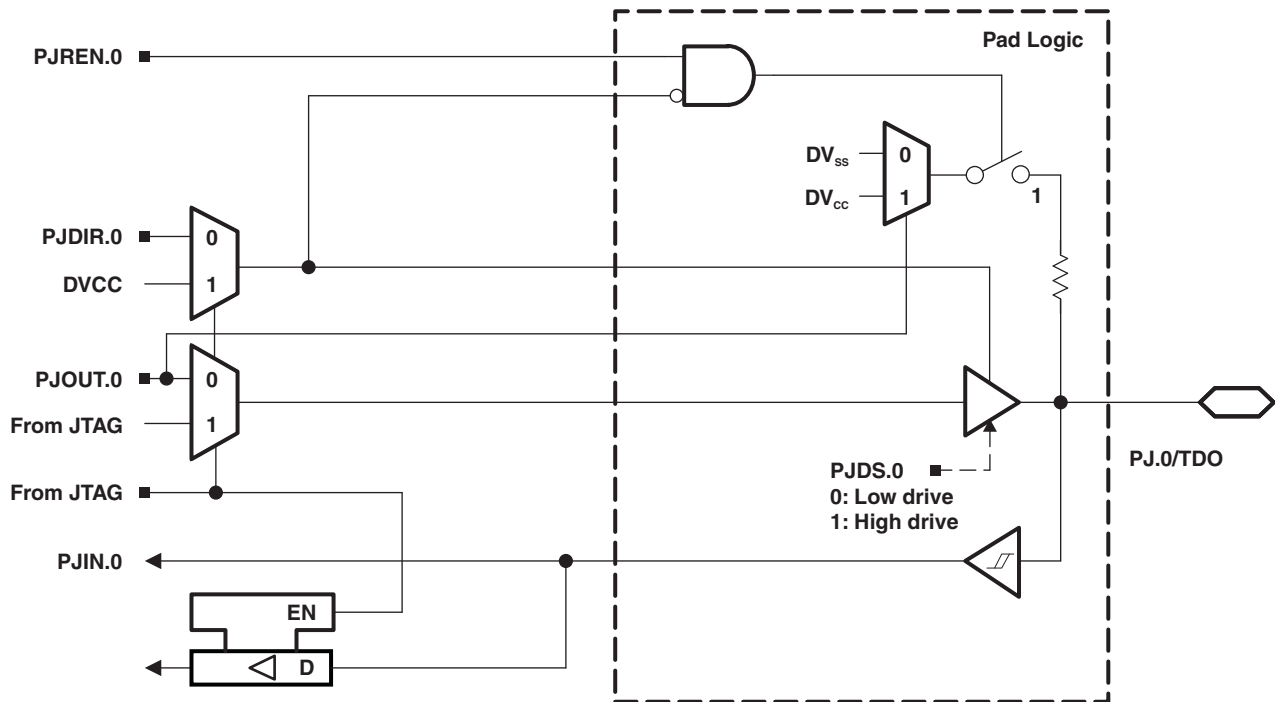 Pad Logic
PJREN.0
DVss
0
DVcc
1
1
PJDIR.0
0
DVCC
1
PJOUT.0
0
From JTAG
1
PJ.0/TDO
PJDS.0
0: Low drive
1: High drive
From JTAG
PJIN.0
EN
D